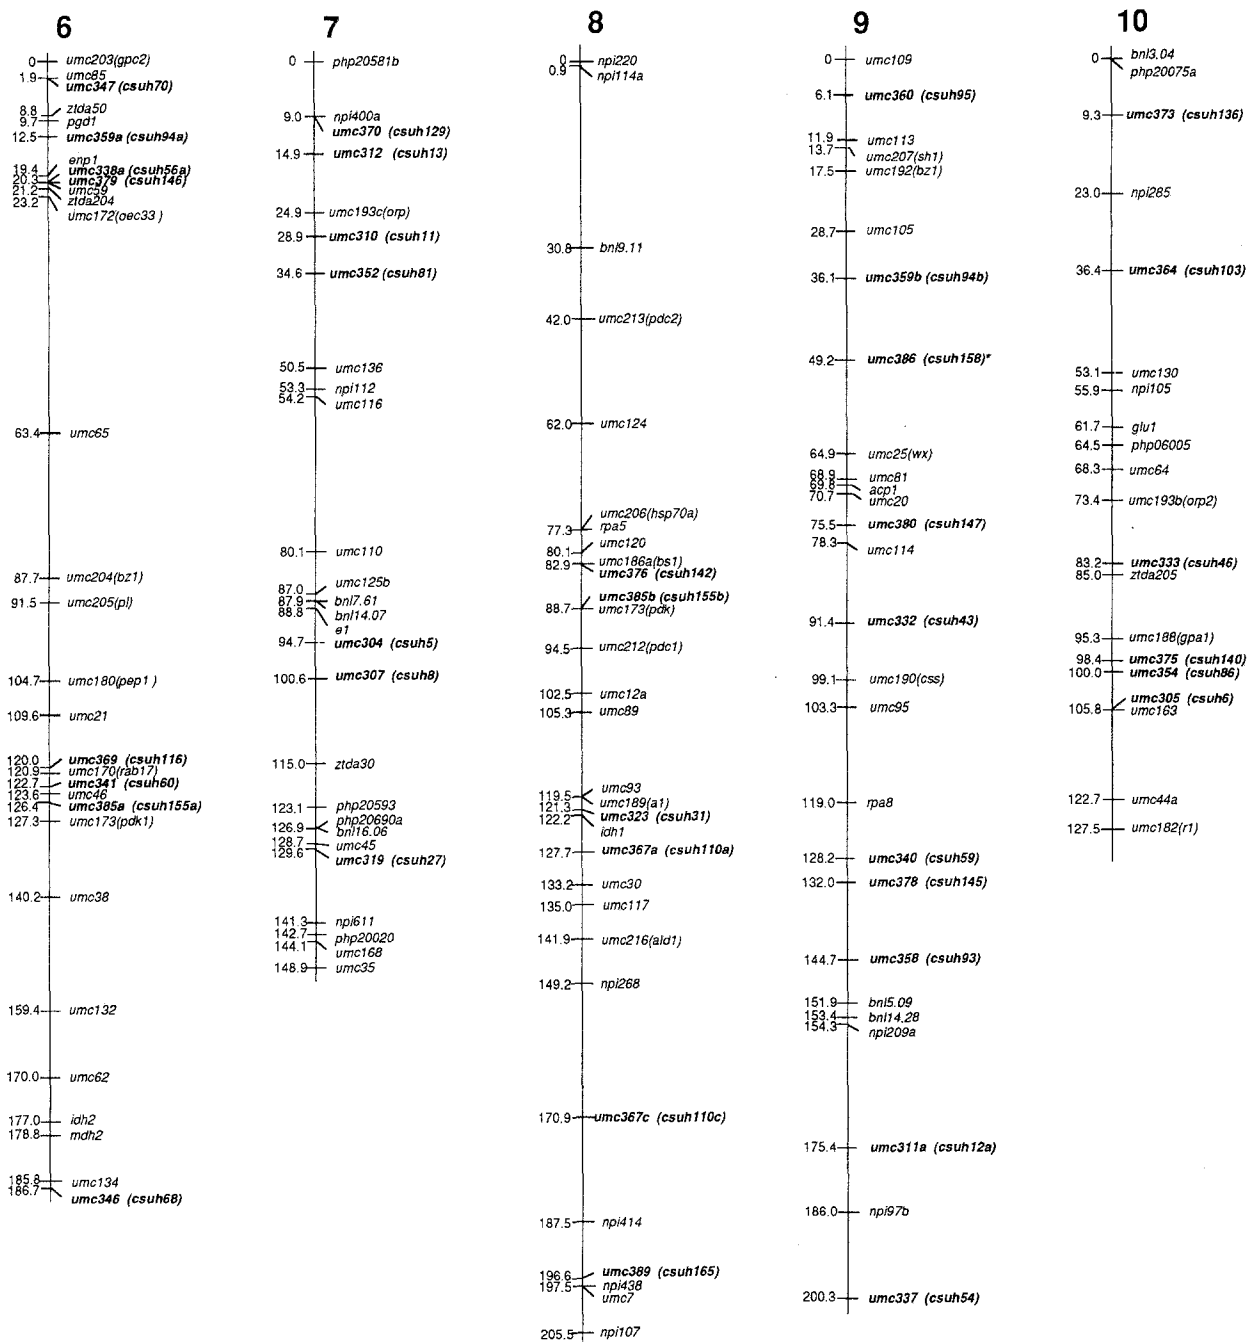 6
0 umc203(gpc2)
1.9 umc85
umc347 (csuh70)
8.8 ztda50
9.7 pgd1
12.5 umc359a (csuh94a)
enp1
19.4 umc338a (csuh56a)
20.3 umc379 (csuh146)
21.2 umc59
23.2 ztda204
umc172(oec33 )
63.4 umc65
87.7 umc204(bz1)
91.5 umc205(pl)
104.7 umc180(pep1 )
109.6 umc21
120.0 umc369 (csuh116)
120.9 umc170(rab17)
122.7 umc341 (csuh60)
123.6 umc46
126.4 umc385a (csuh155a)
127.3 umc173(pdk1)
140.2 umc38
159.4 umc132
170.0 umc62
177.0 idh2
178.8 mdh2
185.8 umc134
186.7 umc346 (csuh68)
7
0 php20581b
9.0 npi400a
umc370 (csuh129)
14.9 umc312 (csuh13)
24.9 umc193c(orp)
28.9 umc310 (csuh11)
34.6 umc352 (csuh81)
50.5 umc136
53.3 npi112
54.2 umc116
80.1 umc110
87.0 umc125b
87.9 bnl7.61
88.8 bnl14.07
e1
94.7 umc304 (csuh5)
100.6 umc307 (csuh8)
115.0 ztda30
123.1 php20593
php20690a
126.9 bnl16.06
128.7 umc45
129.6 umc319 (csuh27)
141.3 npi611
142.7 php20020
144.1 umc168
148.9 umc35
8
0 npi220
0.9 npi114a
30.8 bnl9.11
42.0 umc213(pdc2)
62.0 umc124
umc206(hsp70a)
77.3 rpa5
80.1 umc120
82.9 umc186a(bs1)
umc376 (csuh142)
umc385b (csuh155b)
88.7 umc173(pdk)
94.5 umc212(pdc1)
102.5 umc12a
105.3 umc89
119.5 umc93
121.3 umc189(a1)
122.2 umc323 (csuh31)
idh1
127.7 umc367a (csuh110a)
133.2 umc30
135.0 umc117
141.9 umc216(ald1)
149.2 npi268
170.9 umc367c (csuh110c)
187.5 npi414
196.6 umc389 (csuh165)
197.5 npi438
umc7
205.5 npi107
9
0 umc109
6.1 umc360 (csuh95)
11.9 umc113
13.7 umc207(sh1)
17.5 umc192(bz1)
28.7 umc105
36.1 umc359b (csuh94b)
49.2 umc386 (csuh158)*
64.9 umc25(wx)
68.9 umc81
69.8 acp1
70.7 umc20
75.5 umc380 (csuh147)
78.3 umc114
91.4 umc332 (csuh43)
99.1 umc190(css)
103.3 umc95
119.0 rpa8
128.2 umc340 (csuh59)
132.0 umc378 (csuh145)
144.7 umc358 (csuh93)
151.9 bnl5.09
153.4 bnl14.28
154.3 npi209a
175.4 umc311a (csuh12a)
186.0 npi97b
200.3 umc337 (csuh54)
10
0 bnl3.04
php20075a
9.3 umc373 (csuh136)
23.0 npi285
36.4 umc364 (csuh103)
53.1 umc130
55.9 npi105
61.7 glu1
64.5 php06005
68.3 umc64
73.4 umc193b(orp2)
83.2 umc333 (csuh46)
85.0 ztda205
95.3 umc188(gpa1)
98.4 umc375 (csuh140)
100.0 umc354 (csuh86)
umc305 (csuh6)
105.8 umc163
122.7 umc44a
127.5 umc182(r1)